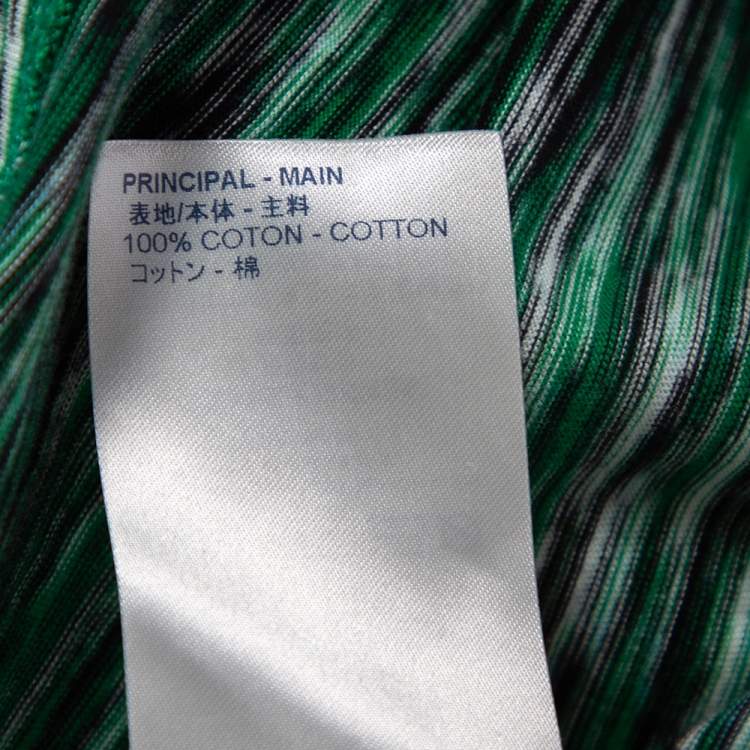 PRINCIPAL - MAIN
表地/本体 - 主料
100% COTON - COTTON
コットン - 棉